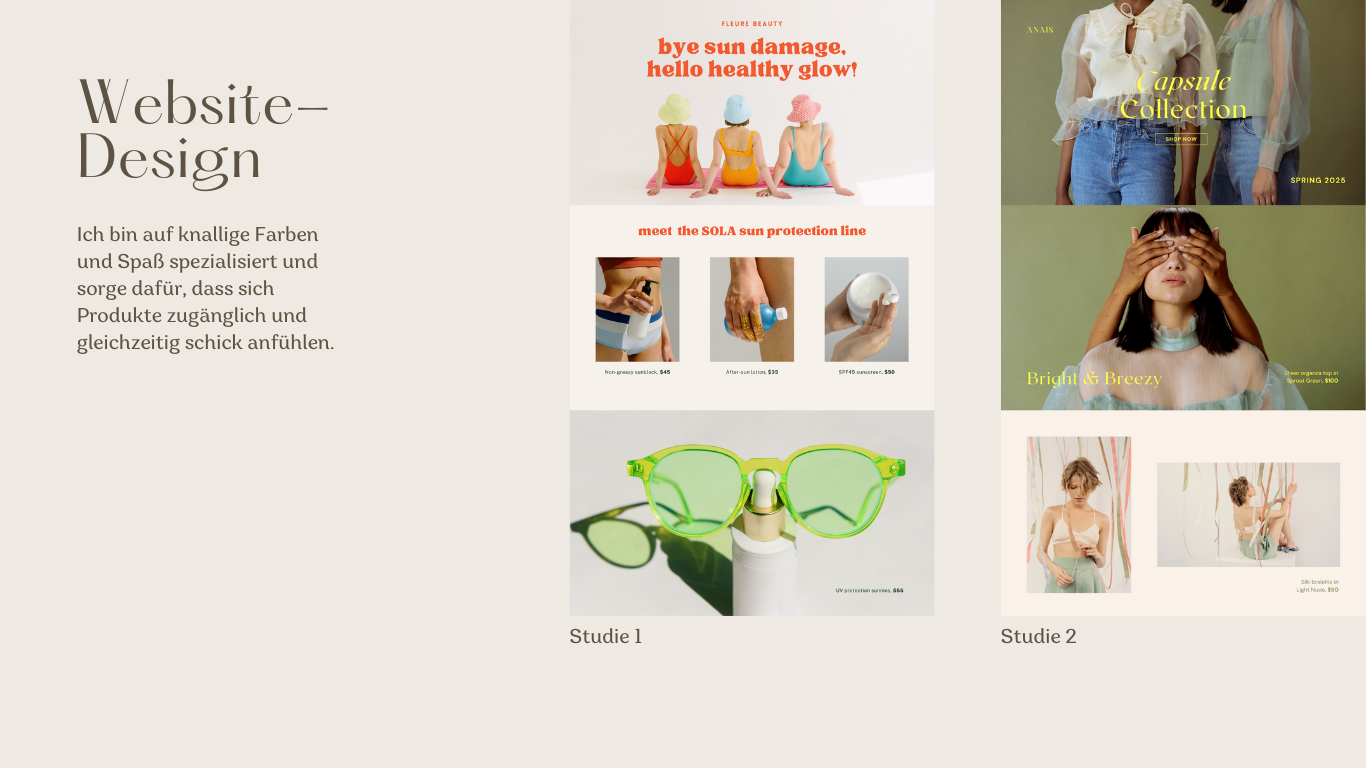 Website–
Design
Ich bin auf knallige Farben
und Spaß spezialisiert und
sorge dafür, dass sich
Produkte zugänglich und
gleichzeitig schick anfühlen.
FLEURE BEAUTY
bye sun damage,
hello healthy glow!
meet the SOLA sun protection line
Non-greasy sunblock, $45
After-sun lotion, $35
SPF45 sunscreen, $50
UV protection sunnies, $55
Studie 1
ANAIS
Capsule
Collection
SHOP NOW
SPRING 2025
Bright & Breezy
Sheer organza top in
Sprout Green, $100
Silk bralette in
Light Nude, $80
Studie 2